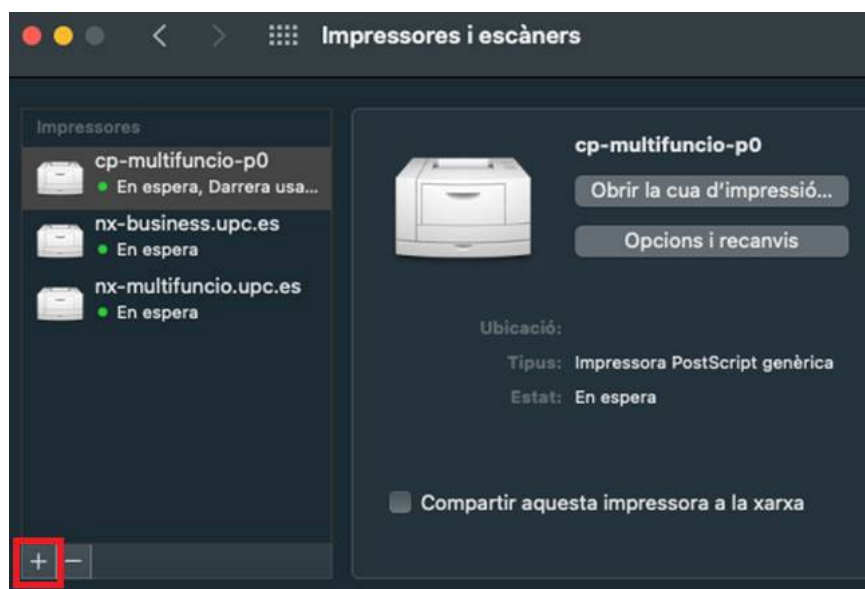 Impressores i escàners
Impressores
cp-multifuncio-p0
En espera, Darrera usa...
nx-business.upc.es
En espera
nx-multifuncio.upc.es
En espera
cp-multifuncio-p0
Obrir la cua d'impressió...
Opcions i recanvis
Ubicació:
Tipus: Impressora PostScript genèrica
Estat: En espera
Compartir aquesta impressora a la xarxa
+ −